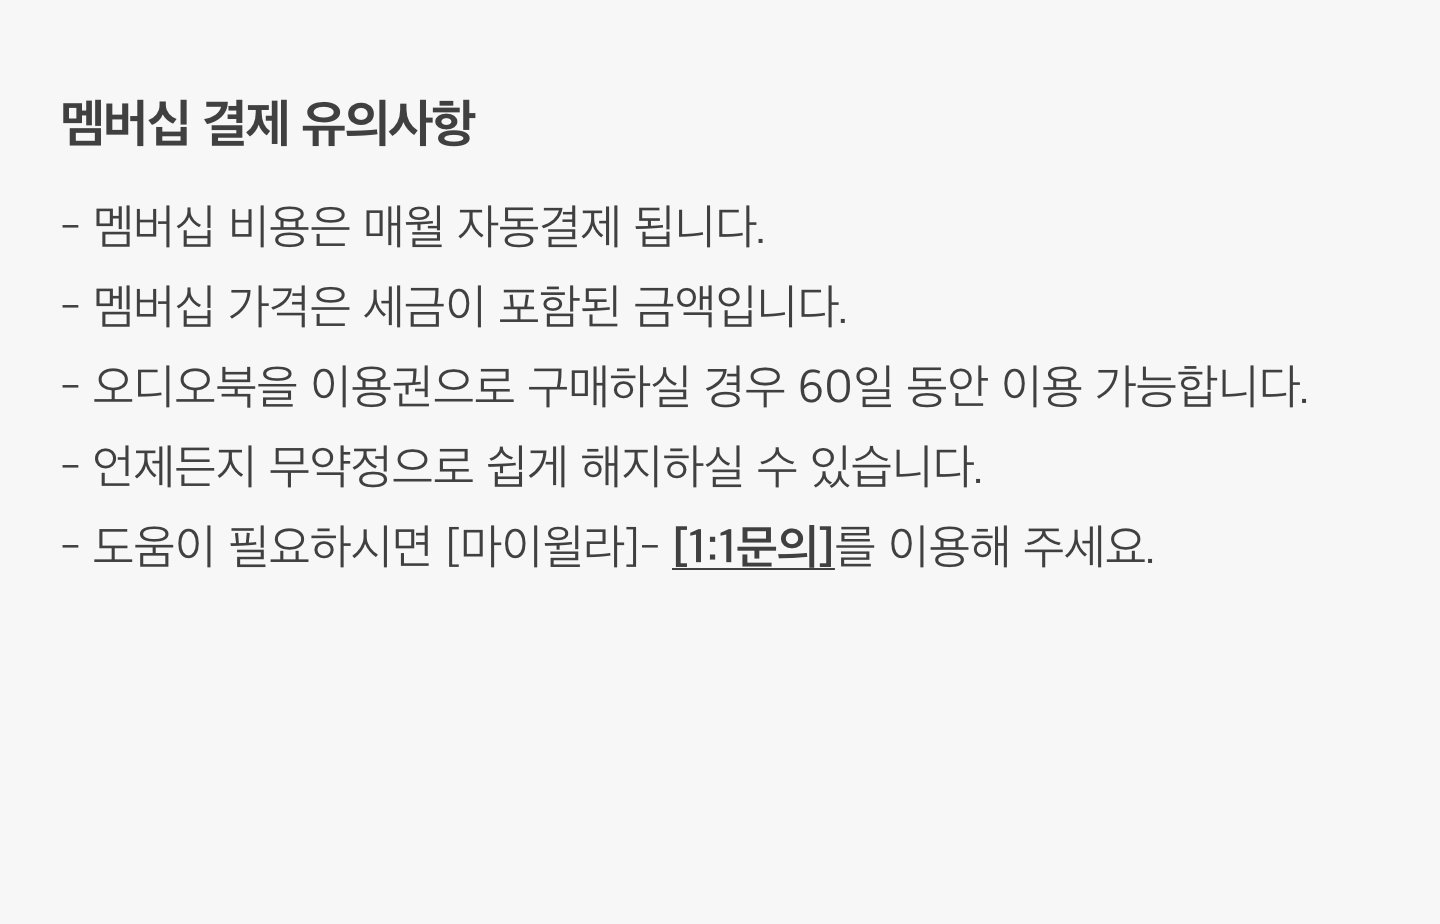 멤버십 결제 유의사항
- 멤버십 비용은 매월 자동결제 됩니다.
- 멤버십 가격은 세금이 포함된 금액입니다.
- 오디오북을 이용권으로 구매하실 경우 60일 동안 이용 가능합니다.
- 언제든지 무약정으로 쉽게 해지하실 수 있습니다.
- 도움이 필요하시면 [마이윌라]- [1:1문의]를 이용해 주세요.